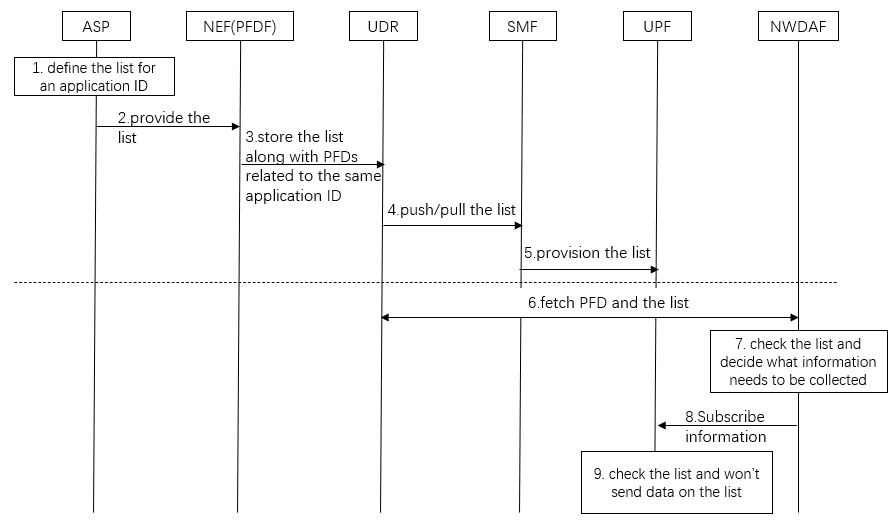 ASP
NEF(PFDF)
UDR
SMF
UPF
NWDAF
1. define the list for
an application ID
2.provide the
list
3.store the list
along with PFDs
related to the same
application ID
4.push/pull the list
5.provision the list
6.fetch PFD and the list
7. check the list and
decide what information
needs to be collected
8.Subscribe
information
9. check the list and won't
send data on the list